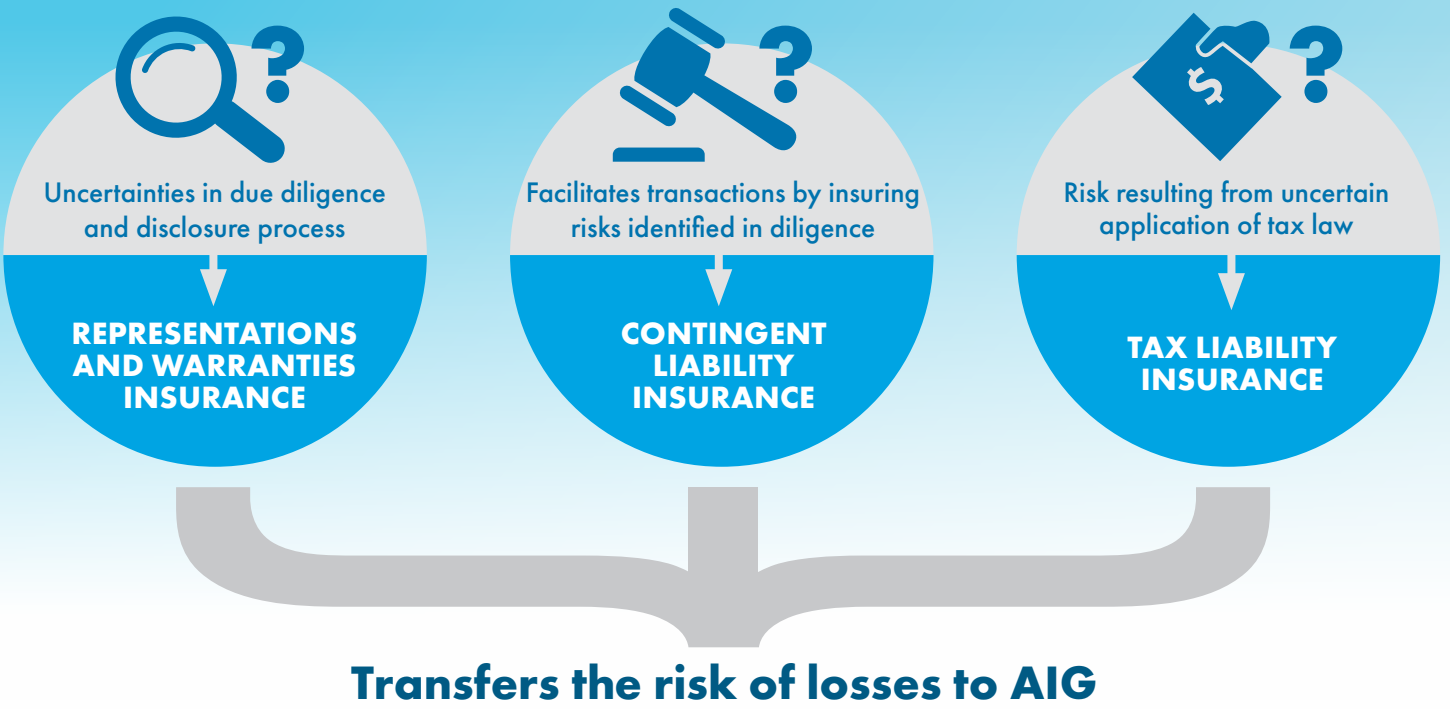 ?
Uncertainties in due diligence
and disclosure process
REPRESENTATIONS
AND WARRANTIES
INSURANCE
?
Facilitates transactions by insuring
risks identified in diligence
CONTINGENT
LIABILITY
INSURANCE
$
?
Risk resulting from uncertain
application of tax law
TAX LIABILITY
INSURANCE
Transfers the risk of losses to AIG